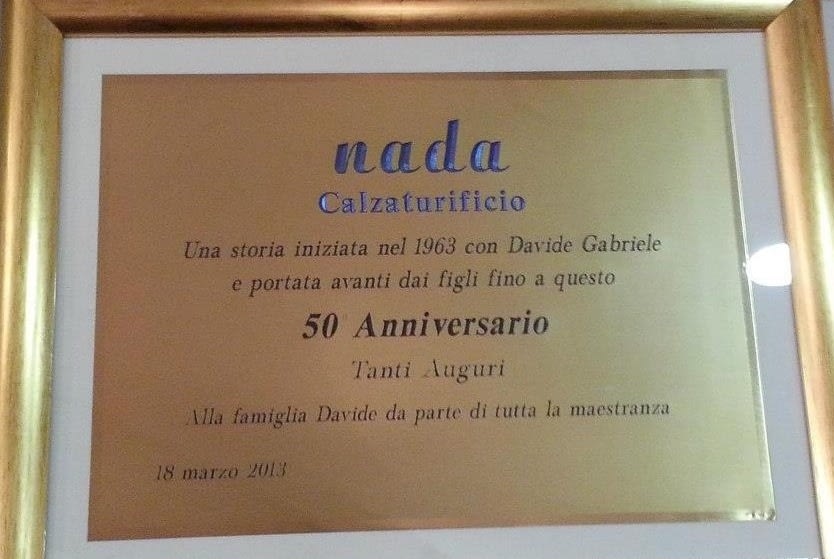 nada
Calzaturificio
Una storia iniziata nel 1963 con Davide Gabriele
e portata avanti dai figli fino a questo
50 Anniversario
Tanti Auguri
Alla famiglia Davide da parte di tutta la maestranza
18 marzo 2013